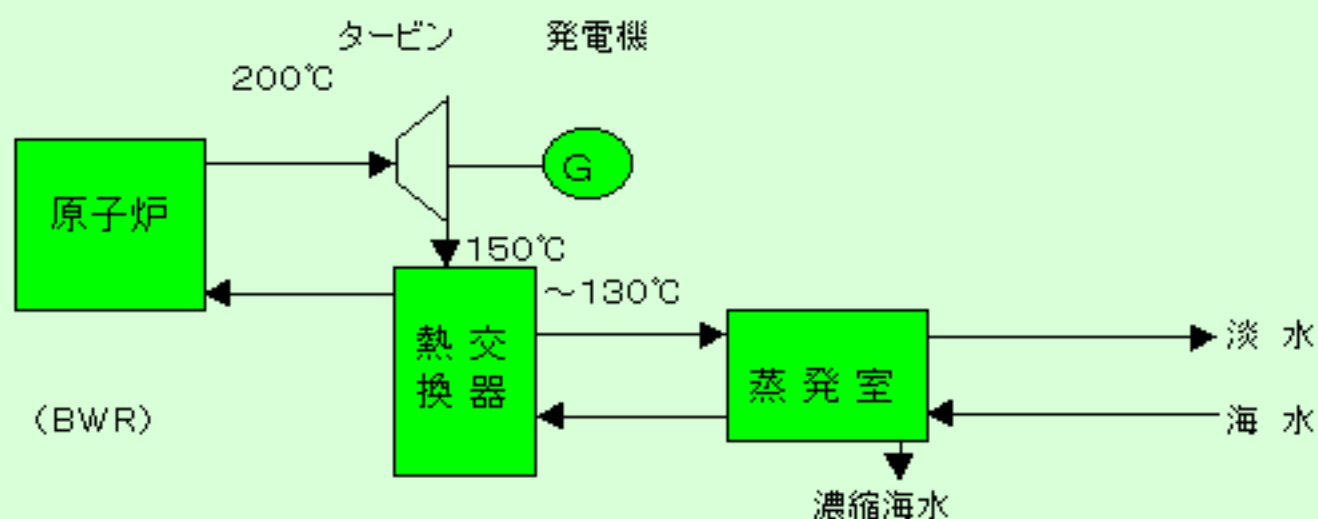 タービン 発電機
200℃
G
原子炉
150℃
～130℃
熱交
換器
蒸発室
淡水
海水
(BWR)
濃縮海水